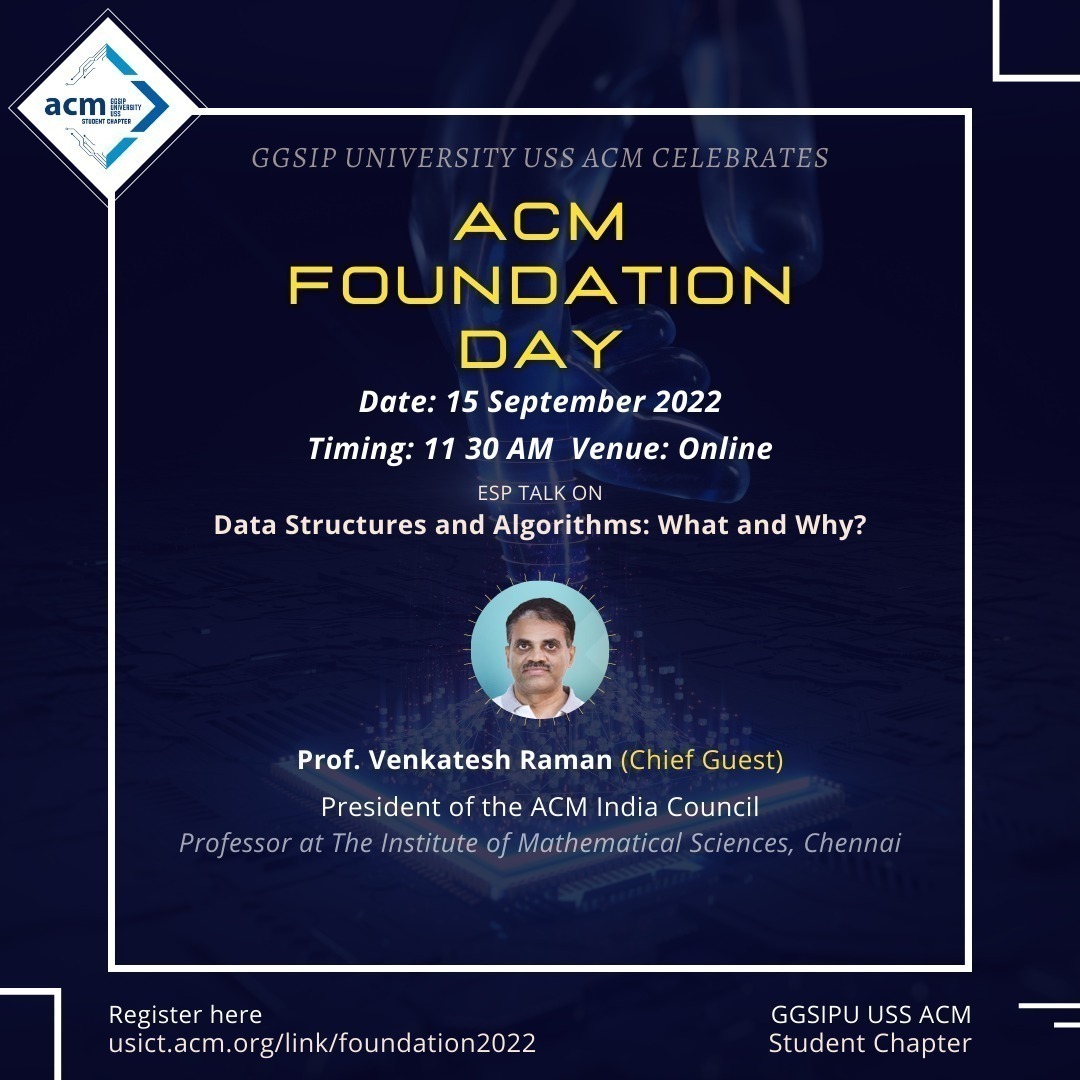 acm GGSIP
UNIVERSITY
USS
STUDENT CHAPTER
GGSIP UNIVERSITY USS ACM CELEBRATES
ACM
FOUNDATION
DAY
Date: 15 September 2022
Timing: 11 30 AM Venue: Online
ESP TALK ON
Data Structures and Algorithms: What and Why?
Prof. Venkatesh Raman (Chief Guest)
President of the ACM India Council
Professor at The Institute of Mathematical Sciences, Chennai
Register here
usict.acm.org/link/foundation2022
GGSIPU USS ACM
Student Chapter